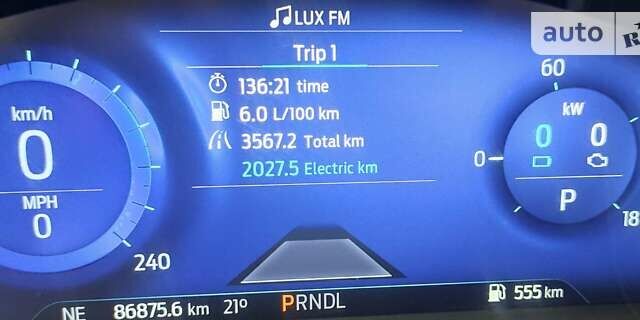 LUX FM
auto
R
Trip 1
136:21 time
6.0 L/100 km
3567.2 Total km
2027.5 Electric km
km/h
0
MPH
0
240
60
kW
0 0
0
P
18
NE 86875.6 km 21° PRNDL 555 km